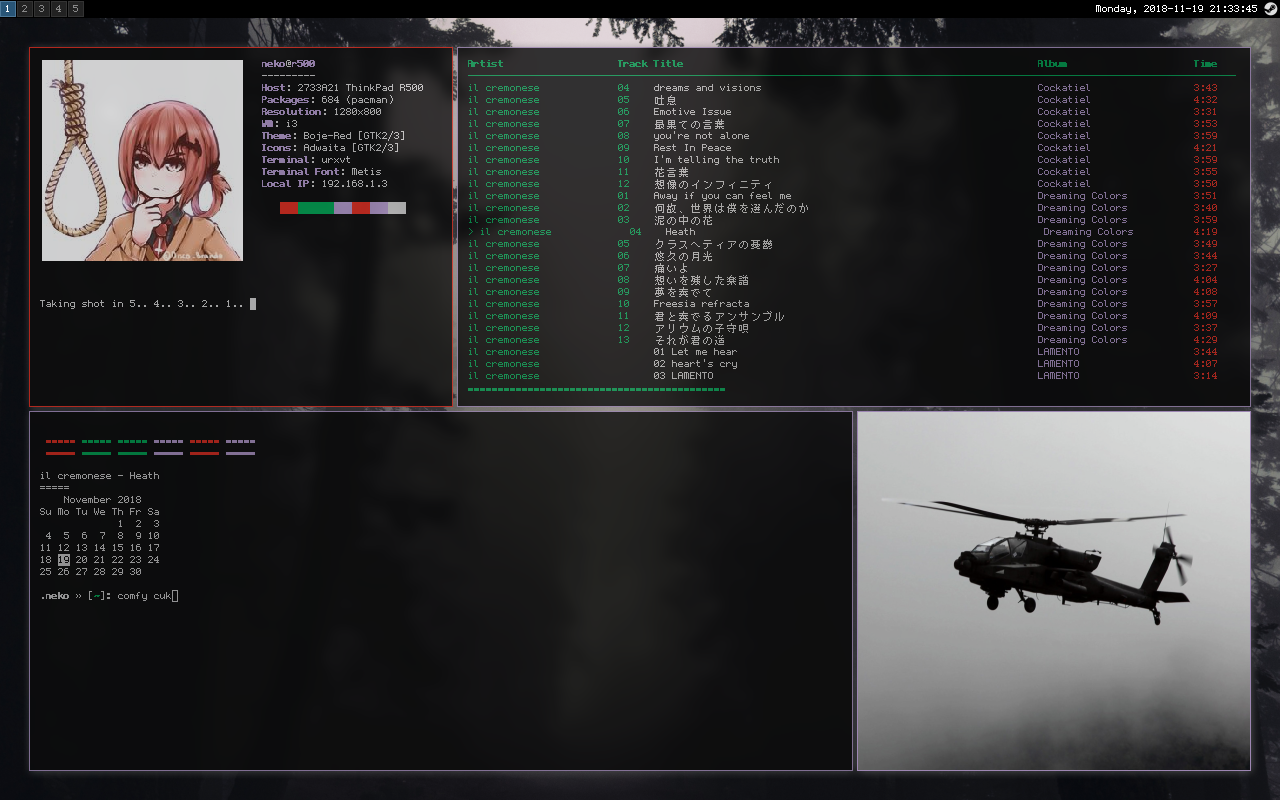 1 2 3 4 5
Monday, 2018-11-19 21:33:45
neko@r500
---------
Host: 2733A21 ThinkPad R500
Packages: 684 (pacman)
Resolution: 1280x800
WM: i3
Theme: Boje-Red [GTK2/3]
Icons: Adwaita [GTK2/3]
Terminal: urxvt
Terminal Font: Metis
Local IP: 192.168.1.3
Taking shot in 5.. 4.. 3.. 2.. 1..
Artist Track Title Album Time
il cremonese 04 dreams and visions Cockatiel 3:43
il cremonese 05 吐息 Cockatiel 4:32
il cremonese 06 Emotive Issue Cockatiel 3:31
il cremonese 07 最果ての言葉 Cockatiel 3:53
il cremonese 08 you're not alone Cockatiel 3:59
il cremonese 09 Rest In Peace Cockatiel 4:21
il cremonese 10 I'm telling the truth Cockatiel 3:59
il cremonese 11 花言葉 Cockatiel 3:55
il cremonese 12 想像のインフィニティ Cockatiel 3:50
il cremonese 01 Away if you can feel me Dreaming Colors 3:51
il cremonese 02 何故、世界は僕を選んだのか Dreaming Colors 3:40
il cremonese 03 泥の中の花 Dreaming Colors 3:59
> il cremonese 04 Heath Dreaming Colors 4:19
il cremonese 05 クラスペディアの憂鬱 Dreaming Colors 3:49
il cremonese 06 悠久の月光 Dreaming Colors 3:44
il cremonese 07 痛いよ Dreaming Colors 3:27
il cremonese 08 想いを残した楽譜 Dreaming Colors 4:04
il cremonese 09 夢を奏でて Dreaming Colors 4:08
il cremonese 10 Freesia refracta Dreaming Colors 3:57
il cremonese 11 君と奏でるアンサンブル Dreaming Colors 4:09
il cremonese 12 アリウムの子守唄 Dreaming Colors 3:37
il cremonese 13 それが君の道 Dreaming Colors 4:29
il cremonese 01 Let me hear LAMENTO 3:44
il cremonese 02 heart's cry LAMENTO 4:07
il cremonese 03 LAMENTO LAMENTO 3:14
il cremonese - Heath
=====
November 2018
Su Mo Tu We Th Fr Sa
1 2 3
4 5 6 7 8 9 10
11 12 13 14 15 16 17
18 19 20 21 22 23 24
25 26 27 28 29 30
.neko » [~]: comfy cuk